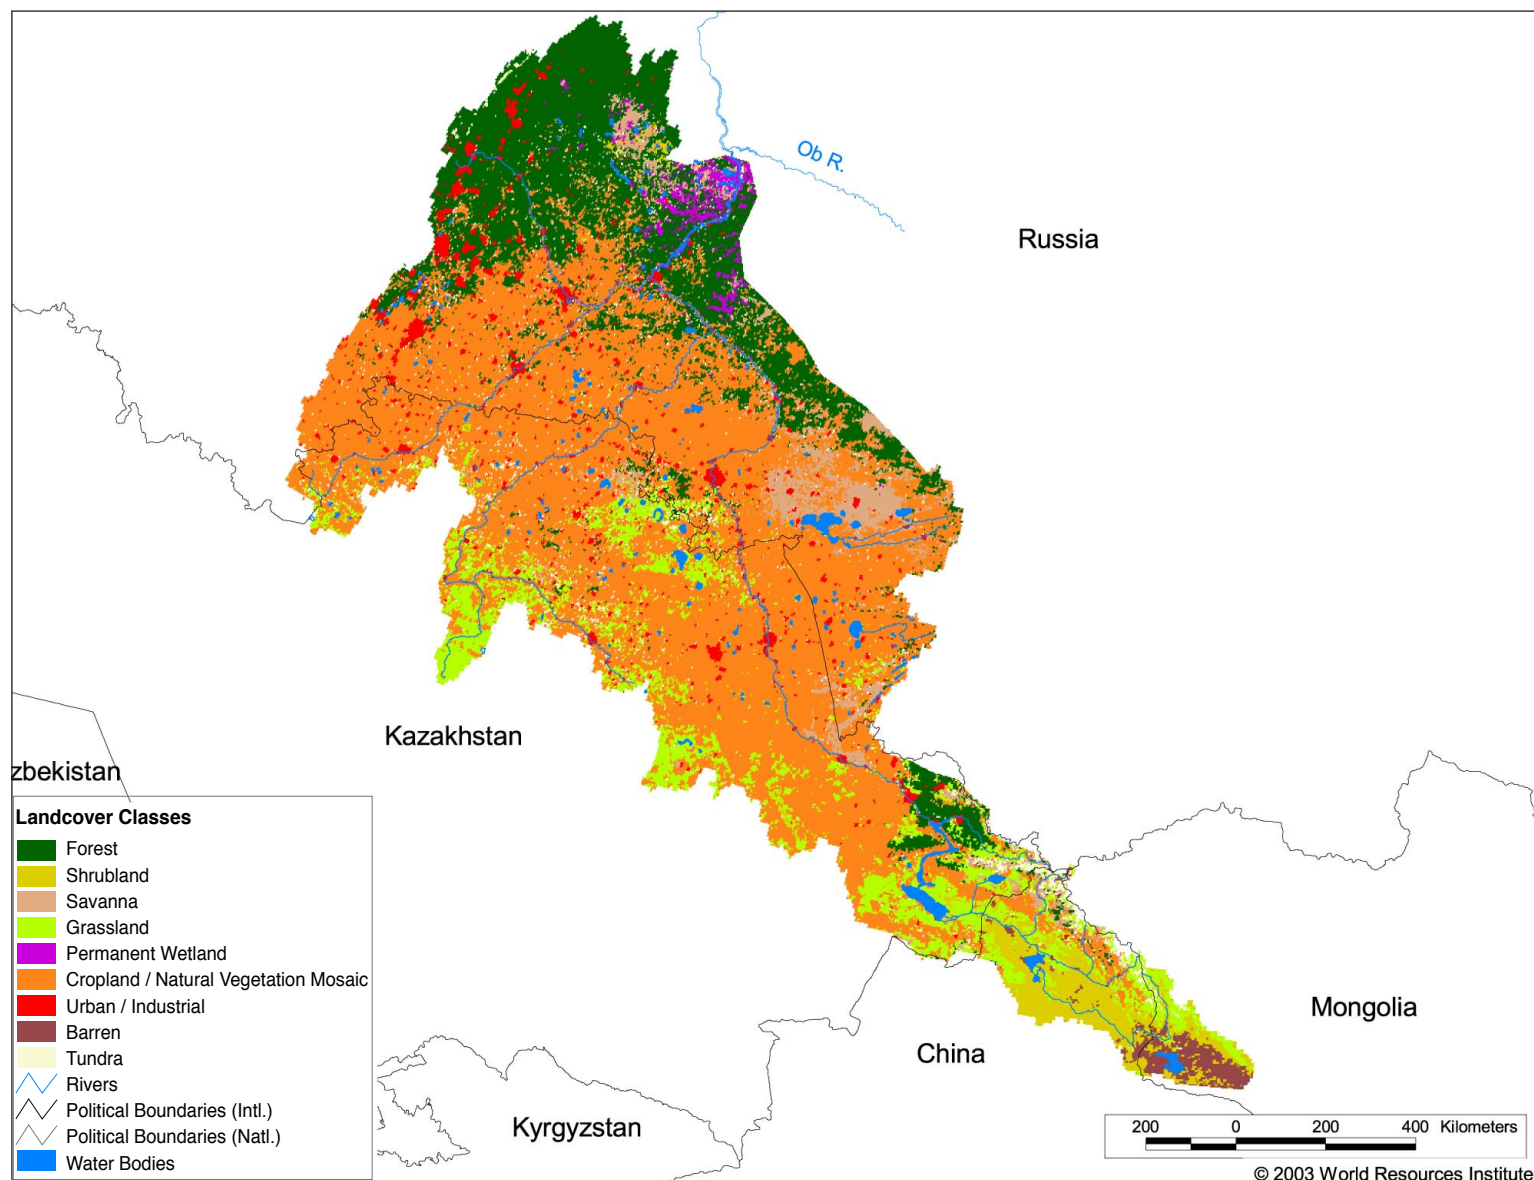 Ob R.
Russia
Kazakhstan
zbekistan
Landcover Classes
Forest
Shrubland
Savanna
Grassland
Permanent Wetland
Cropland / Natural Vegetation Mosaic
Urban / Industrial
Barren
Tundra
Rivers
Political Boundaries (Intl.)
Political Boundaries (Natl.)
Water Bodies
Mongolia
China
Kyrgyzstan
200 0 200 400 Kilometers
© 2003 World Resources Institute